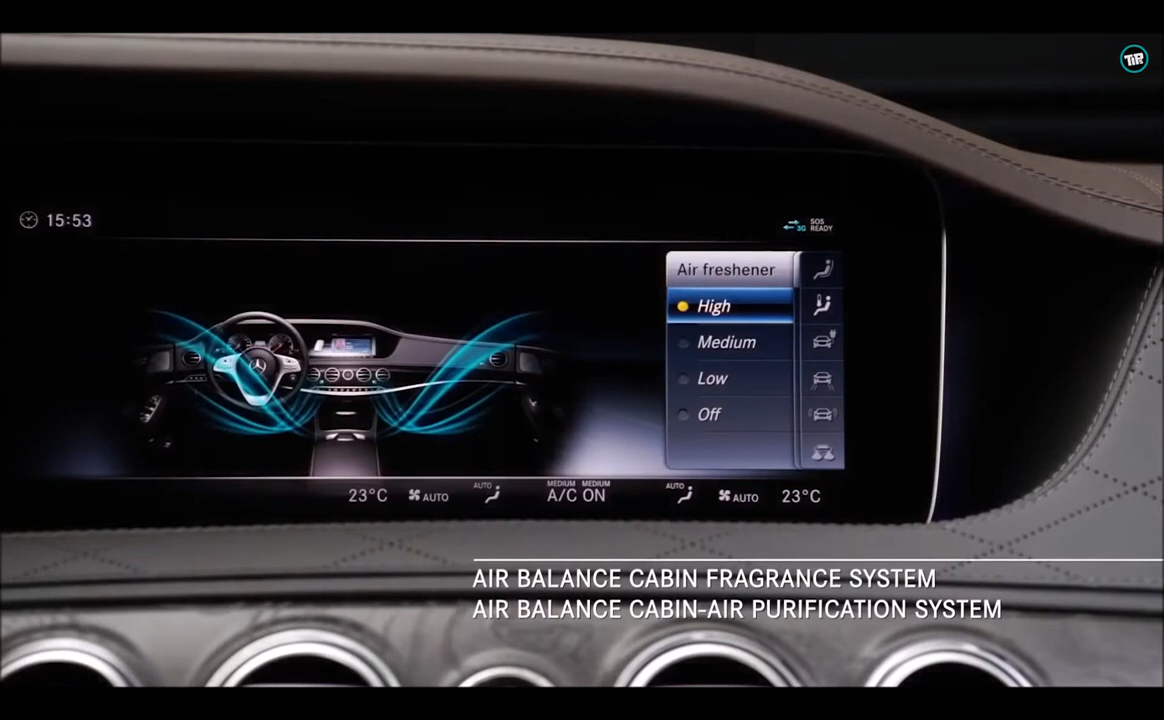 TiR
15:53
3G
SOS
READY
Air freshener
High
Medium
Low
Off
23°C
AUTO
AUTO
MEDIUM MEDIUM
A/C ON
AUTO
AUTO
23°C
AIR BALANCE CABIN FRAGRANCE SYSTEM
AIR BALANCE CABIN-AIR PURIFICATION SYSTEM